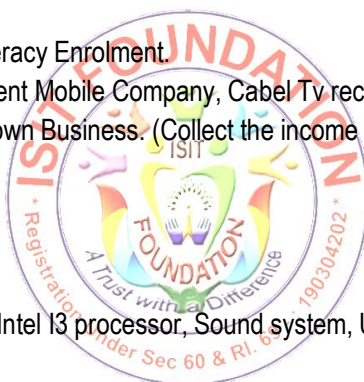 eracy Enrolment.
ent Mobile Company, Cabel Tv rec
own Business. (Collect the income
ISIT FOUNDATION
ISIT
FOUNDATION
A Trust with a Difference
* Registration Under Sec 60 & RI. 69 : 190304202 *
Intel I3 processor, Sound system, U